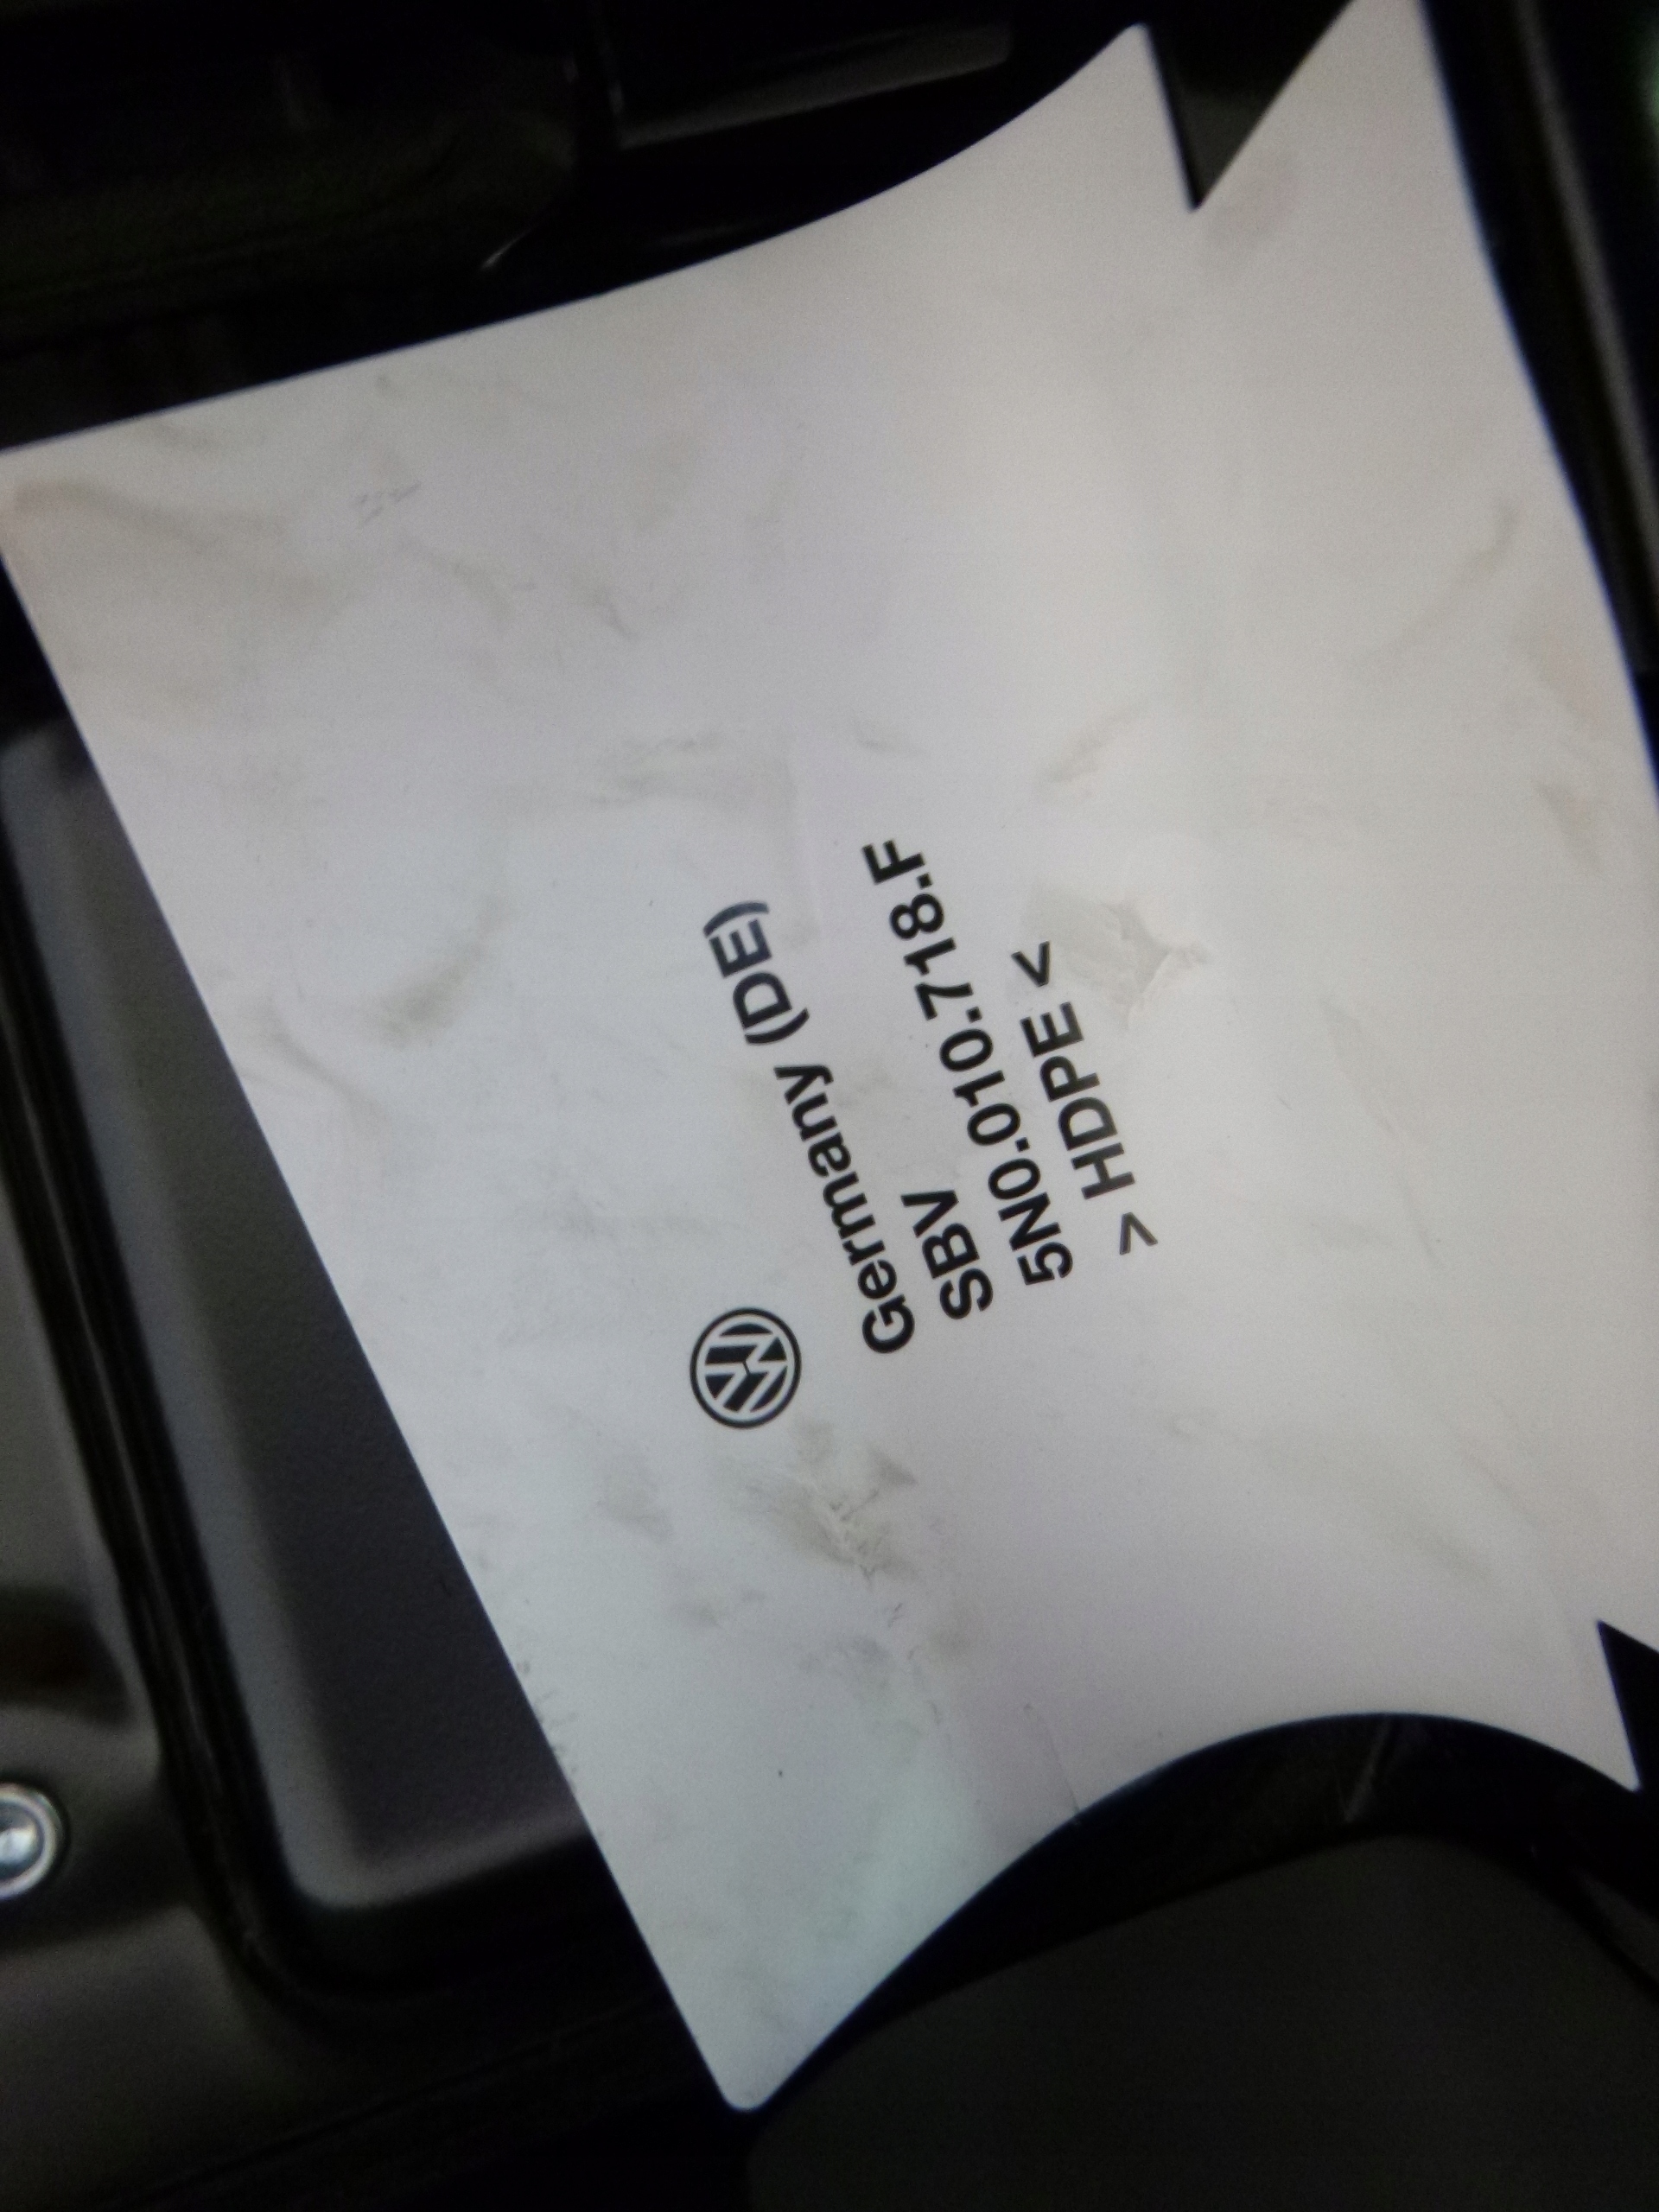 Germany (DE)
SBV
5N0.010.718.F
> HDPE <